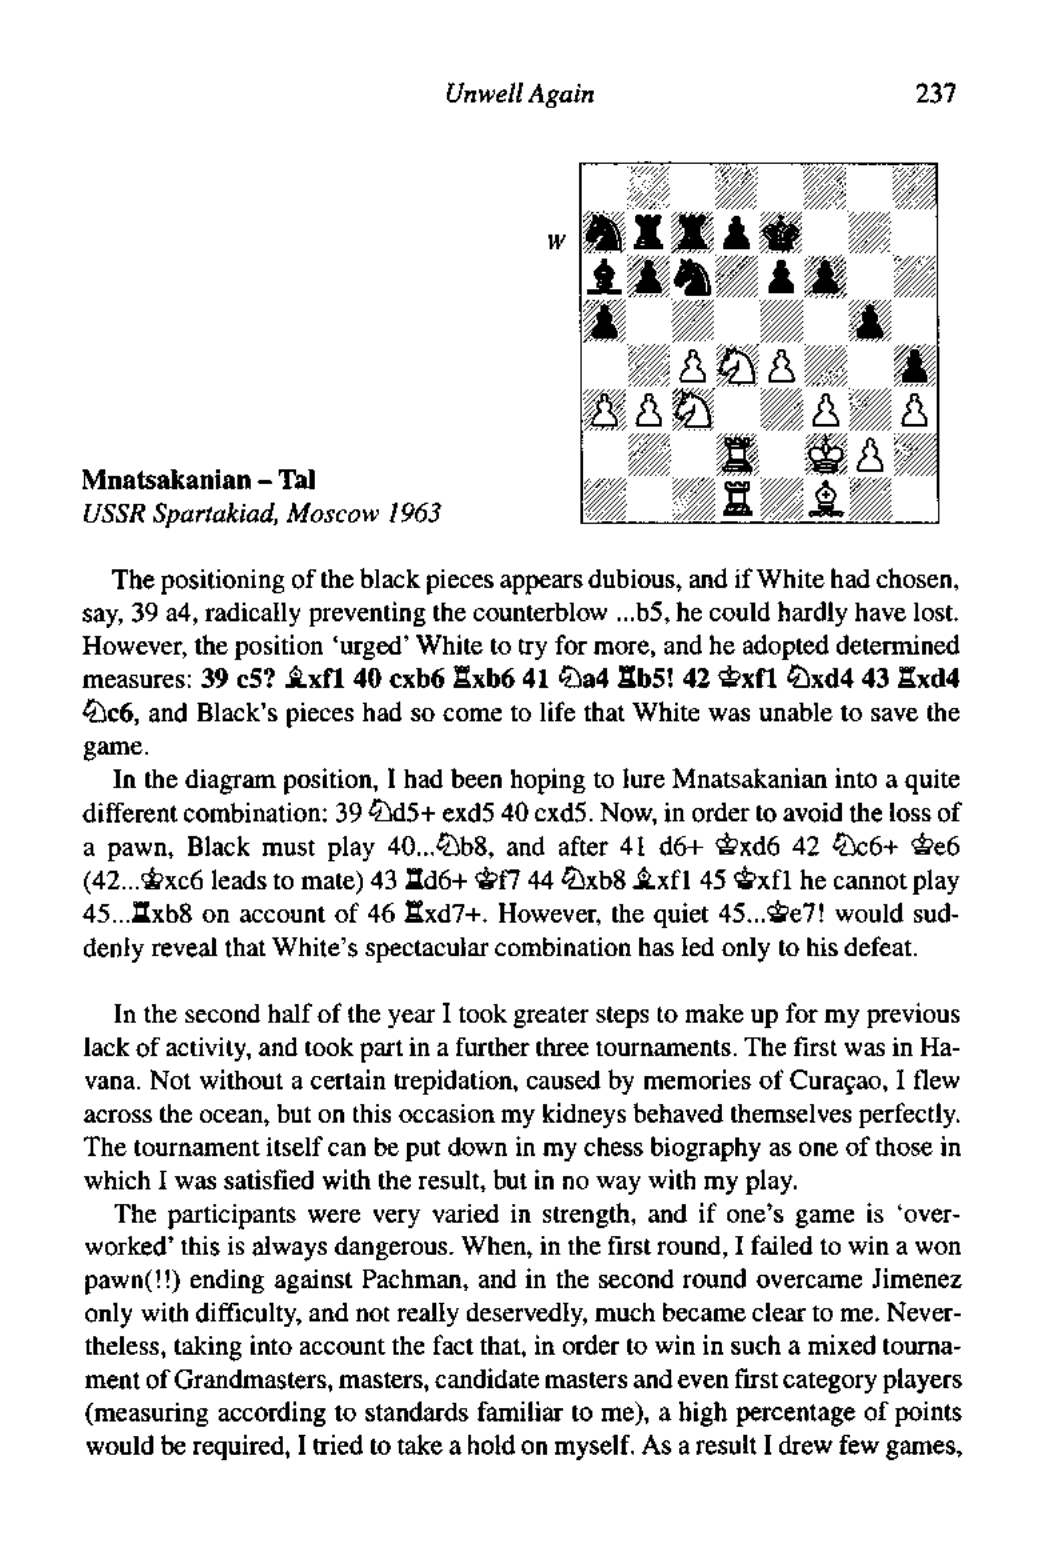 Unwell Again 237
W
Mnatsakanian – Tal
USSR Spartakiad, Moscow 1963
The positioning of the black pieces appears dubious, and if White had chosen,
say, 39 a4, radically preventing the counterblow ...b5, he could hardly have lost.
However, the position ‘urged’ White to try for more, and he adopted determined
measures: 39 c5? ♗xf1 40 cxb6 ♖xb6 41 ♘a4 ♖b5! 42 ♔xf1 ♘xd4 43 ♖xd4
♘c6, and Black's pieces had so come to life that White was unable to save the
game.
In the diagram position, I had been hoping to lure Mnatsakanian into a quite
different combination: 39 ♘d5+ exd5 40 cxd5. Now, in order to avoid the loss of
a pawn, Black must play 40...♘b8, and after 41 d6+ ♔xd6 42 ♘c6+ ♔e6
(42...♔xc6 leads to mate) 43 ♖d6+ ♔f7 44 ♘xb8 ♗xf1 45 ♔xf1 he cannot play
45...♖xb8 on account of 46 ♖xd7+. However, the quiet 45...♔e7! would sud-
denly reveal that White's spectacular combination has led only to his defeat.
In the second half of the year I took greater steps to make up for my previous
lack of activity, and took part in a further three tournaments. The first was in Ha-
vana. Not without a certain trepidation, caused by memories of Curaçao, I flew
across the ocean, but on this occasion my kidneys behaved themselves perfectly.
The tournament itself can be put down in my chess biography as one of those in
which I was satisfied with the result, but in no way with my play.
The participants were very varied in strength, and if one's game is ‘over-
worked’ this is always dangerous. When, in the first round, I failed to win a won
pawn(!!) ending against Pachman, and in the second round overcame Jimenez
only with difficulty, and not really deservedly, much became clear to me. Never-
theless, taking into account the fact that, in order to win in such a mixed tourna-
ment of Grandmasters, masters, candidate masters and even first category players
(measuring according to standards familiar to me), a high percentage of points
would be required, I tried to take a hold on myself. As a result I drew few games,